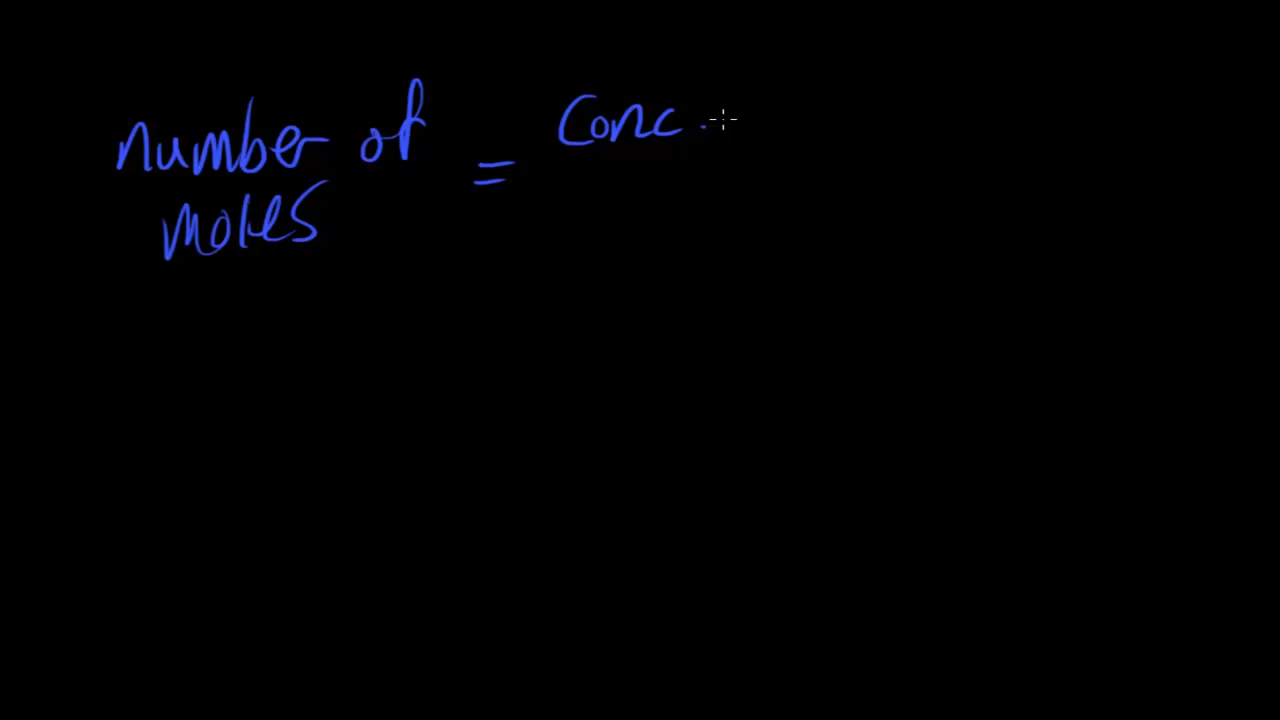 number of = Conc.
moles